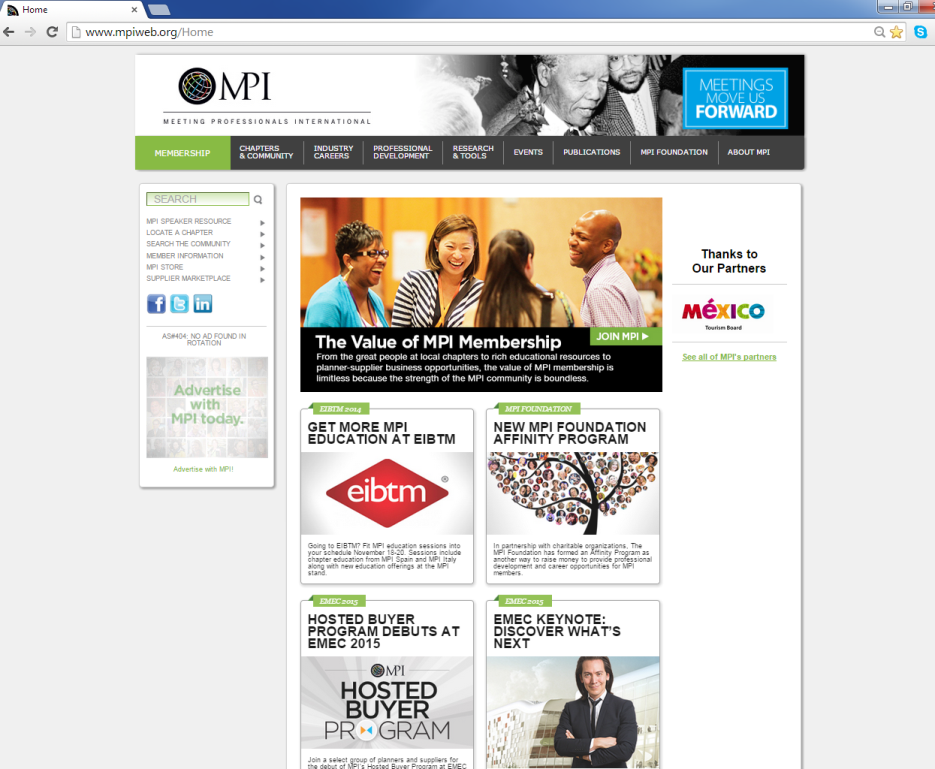 Home
www.mpiweb.org/Home
MPI
MEETING PROFESSIONALS INTERNATIONAL
MEETINGS
MOVE US
FORWARD
MEMBERSHIP
CHAPTERS
& COMMUNITY
INDUSTRY
CAREERS
PROFESSIONAL
DEVELOPMENT
RESEARCH
& TOOLS
EVENTS
PUBLICATIONS
MPI FOUNDATION
ABOUT MPI
SEARCH
MPI SPEAKER RESOURCE
LOCATE A CHAPTER
SEARCH THE COMMUNITY
MEMBER INFORMATION
MPI STORE
SUPPLIER MARKETPLACE
AS#404: NO AD FOUND IN
ROTATION
Advertise
with
MPI today.
Advertise with MPI!
JOIN MPI
The Value of MPI Membership
From the great people at local chapters to rich educational resources to
planner-supplier business opportunities, the value of MPI membership is
limitless because the strength of the MPI community is boundless.
Thanks to
Our Partners
MéXICO
Tourism Board
See all of MPI's partners
EIBTM 2014
GET MORE MPI
EDUCATION AT EIBTM
eibtm®
Going to EIBTM? Fit MPI education sessions into
your schedule November 18-20. Sessions include
chapter education from MPI Spain and MPI Italy
along with new education offerings at the MPI
stand.
MPI FOUNDATION
NEW MPI FOUNDATION
AFFINITY PROGRAM
In partnership with charitable organizations, The
MPI Foundation has formed an Affinity Program as
another way to raise money to provide professional
development and career opportunities for MPI
members.
EMEC 2015
HOSTED BUYER
PROGRAM DEBUTS AT
EMEC 2015
MPI
HOSTED
BUYER
PROGRAM
Join a select group of planners and suppliers for
the debut of MPI's Hosted Buyer Program at EMEC
EMEC 2015
EMEC KEYNOTE:
DISCOVER WHAT'S
NEXT